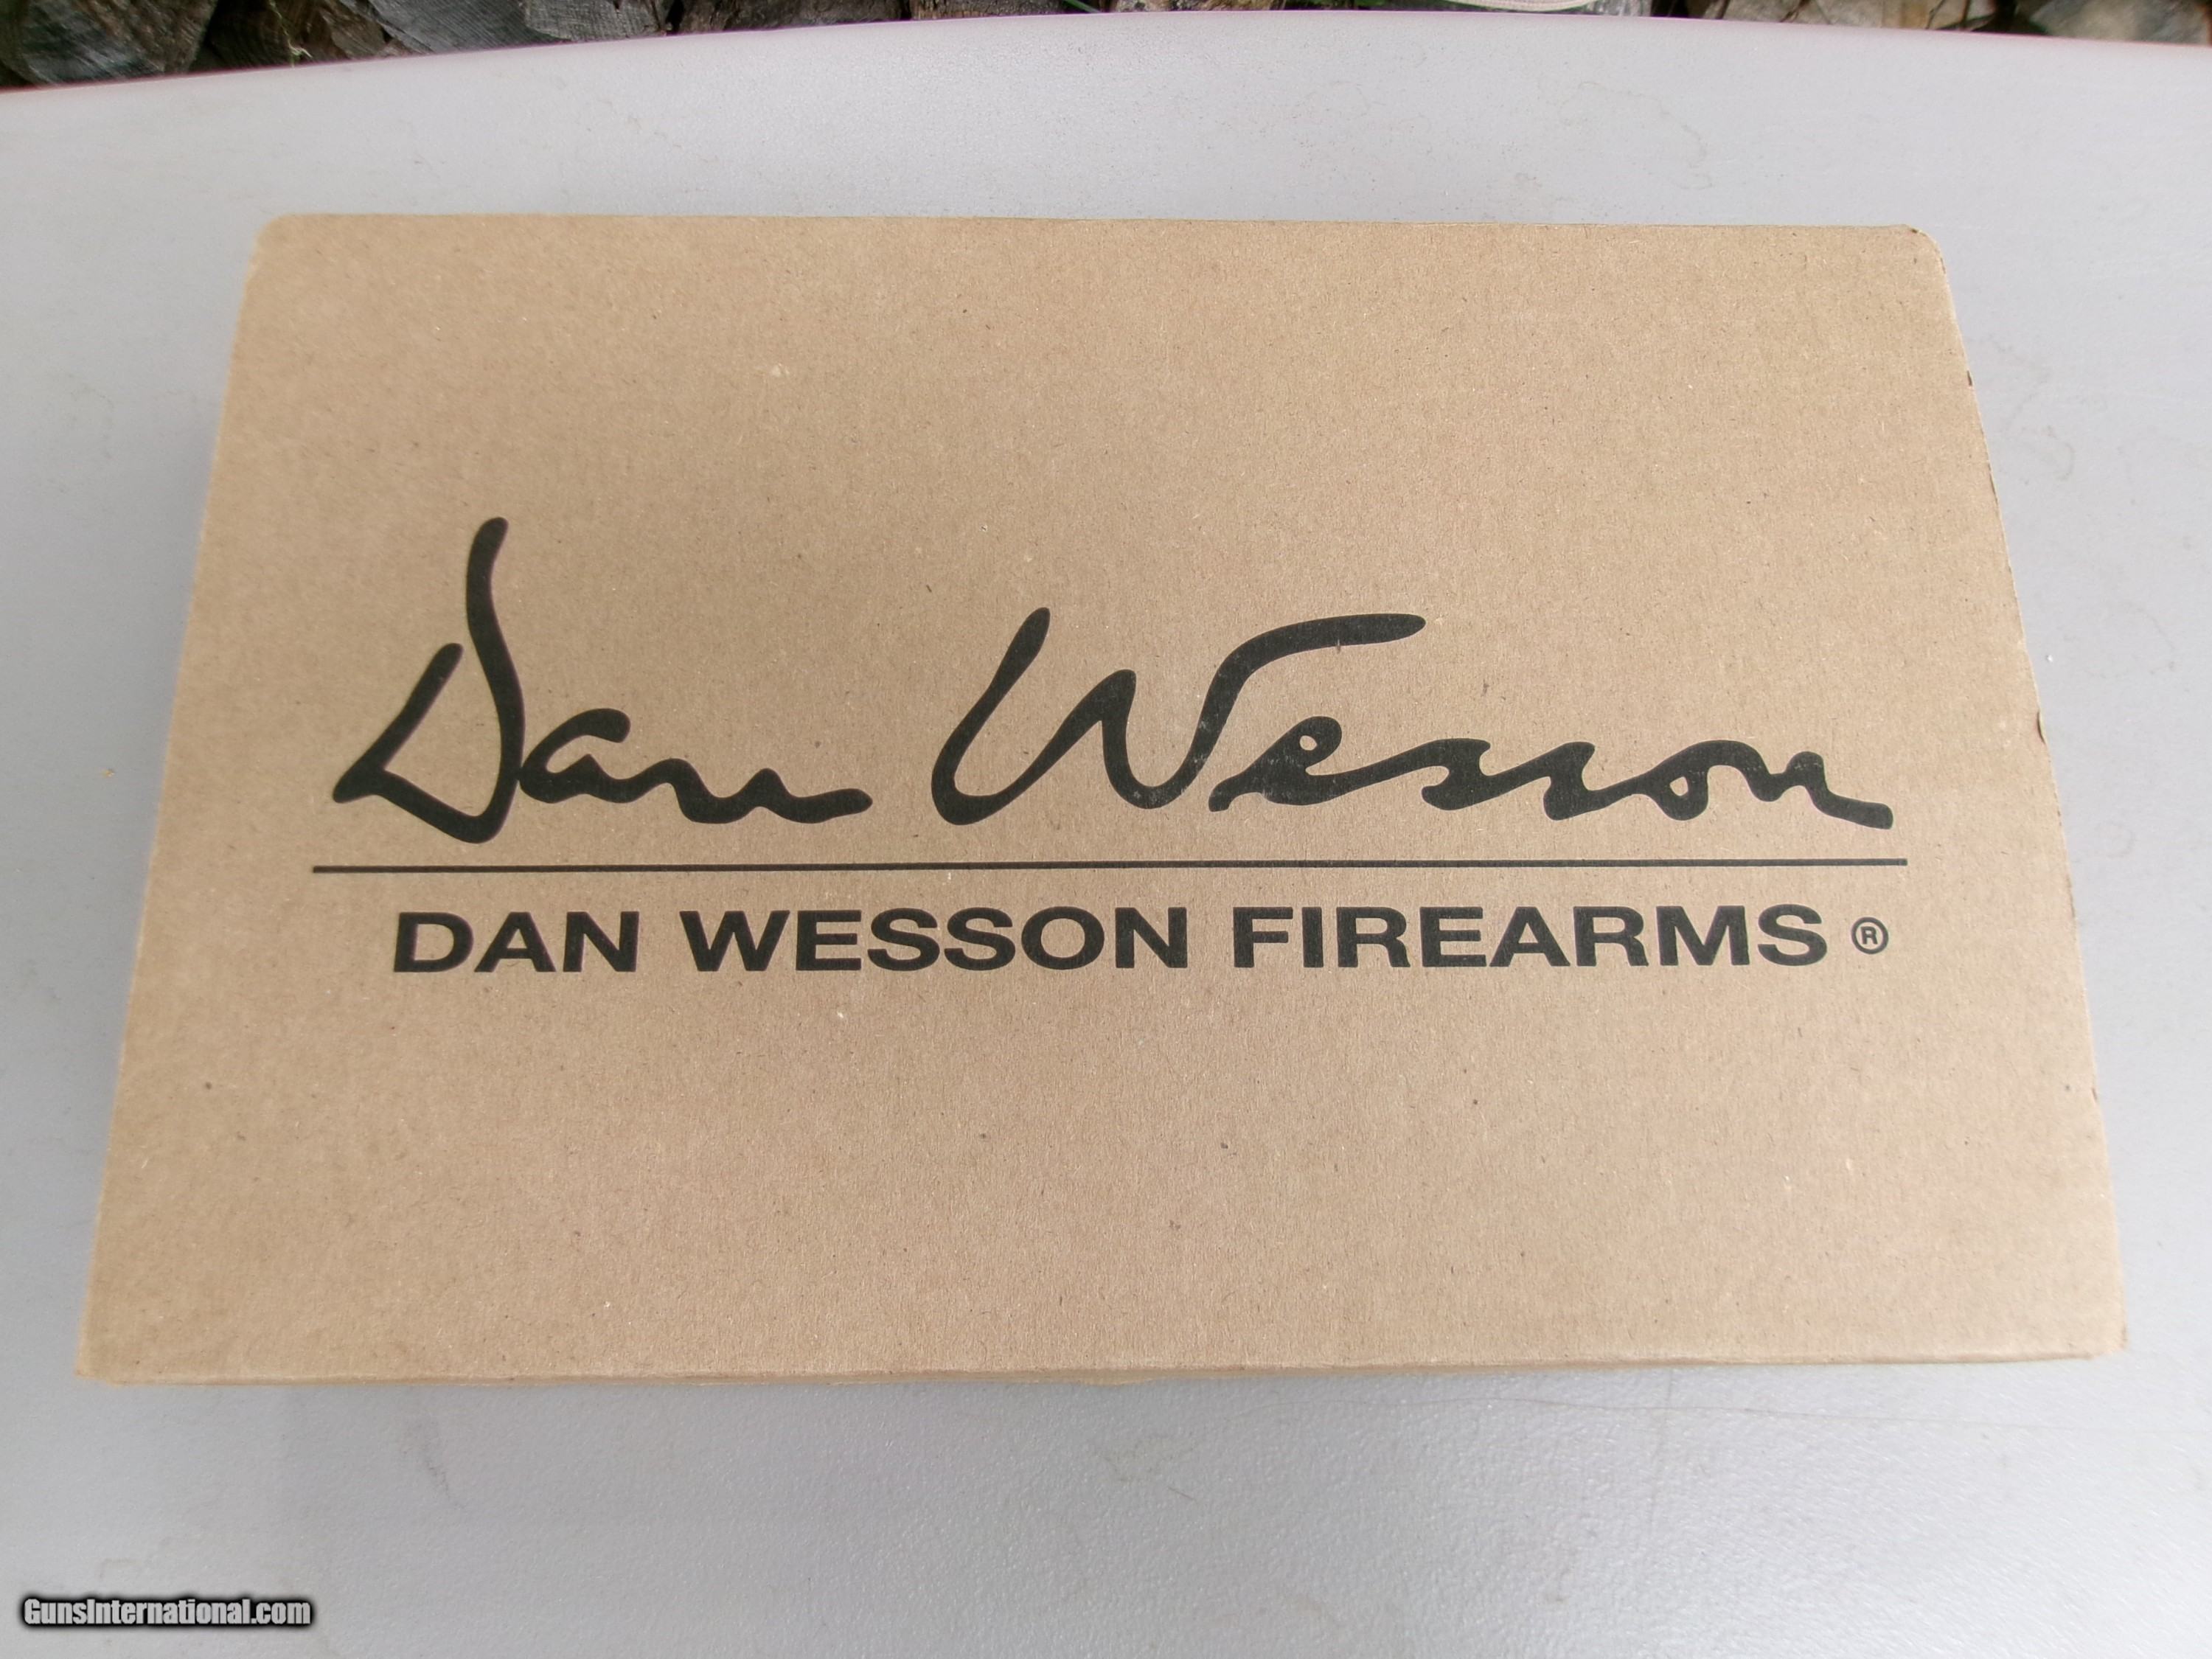 Dan Wesson
DAN WESSON FIREARMS ®
GunsInternational.com